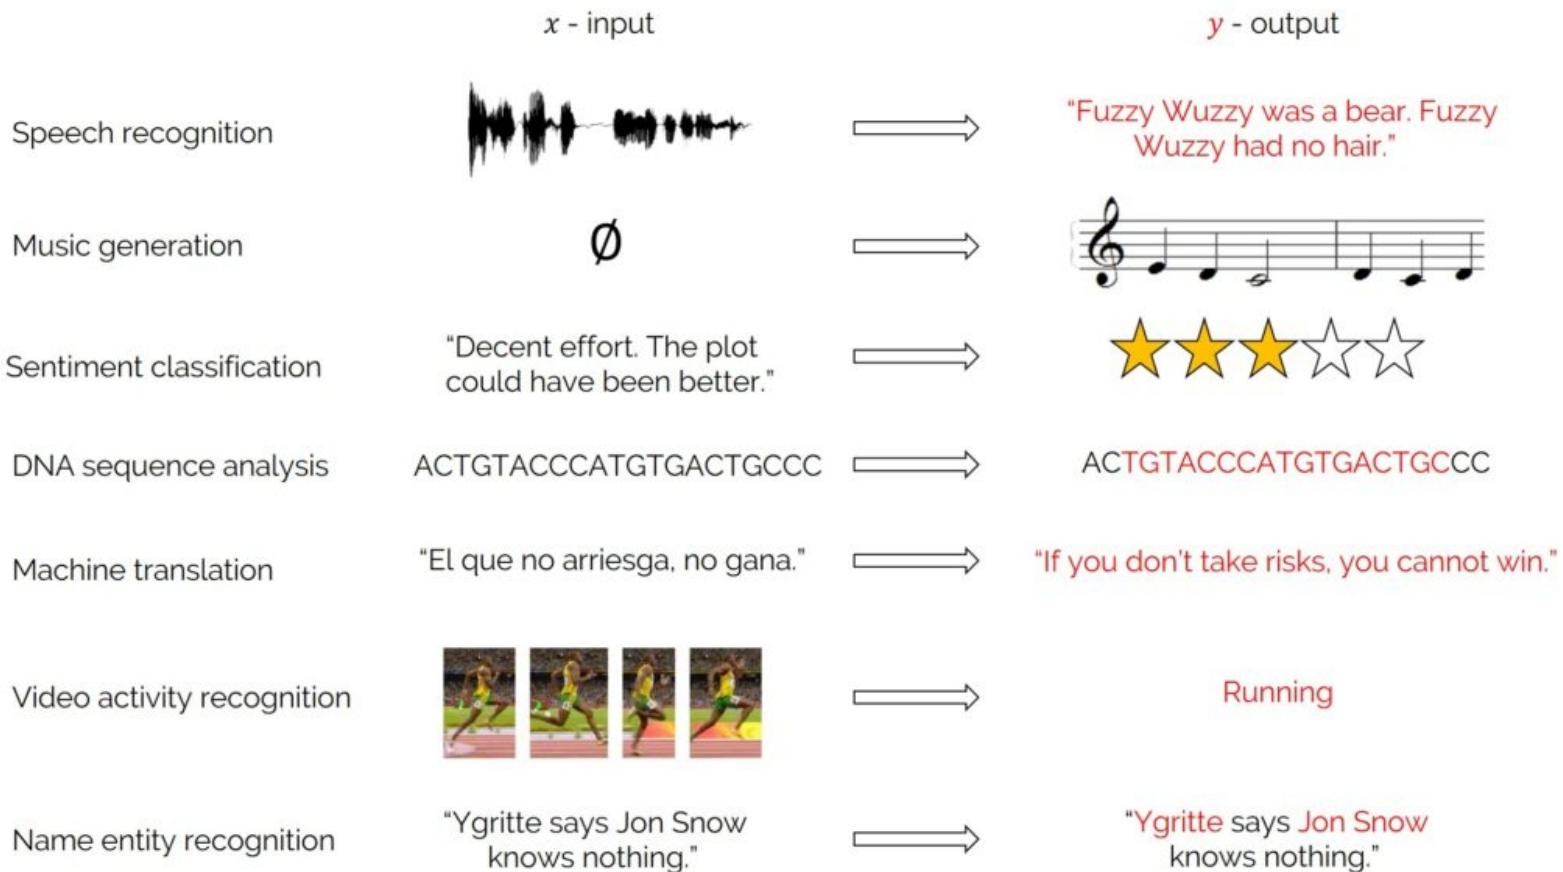 x - input
y - output
Speech recognition
“Fuzzy Wuzzy was a bear. Fuzzy
Wuzzy had no hair.”
Music generation
Ø
Sentiment classification
“Decent effort. The plot
could have been better.”
DNA sequence analysis
ACTGTACCCATGTGACTGCCC
ACTGTACCCATGTGACTGCCC
Machine translation
“El que no arriesga, no gana.”
“If you don’t take risks, you cannot win.”
Video activity recognition
Running
Name entity recognition
“Ygritte says Jon Snow
knows nothing.”
“Ygritte says Jon Snow
knows nothing.”